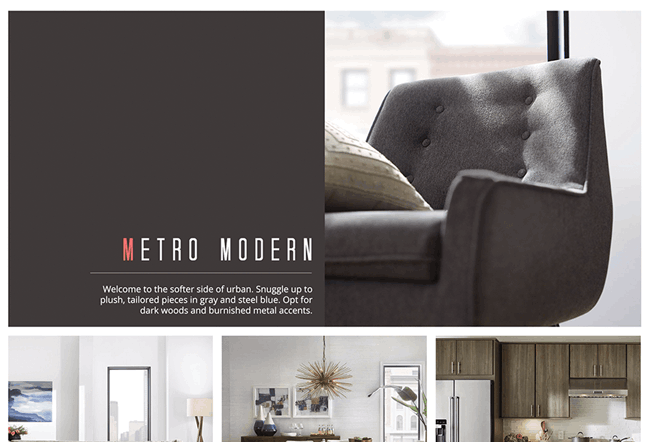 METRO MODERN
Welcome to the softer side of urban. Snuggle up to
plush, tailored pieces in gray and steel blue. Opt for
dark woods and burnished metal accents.